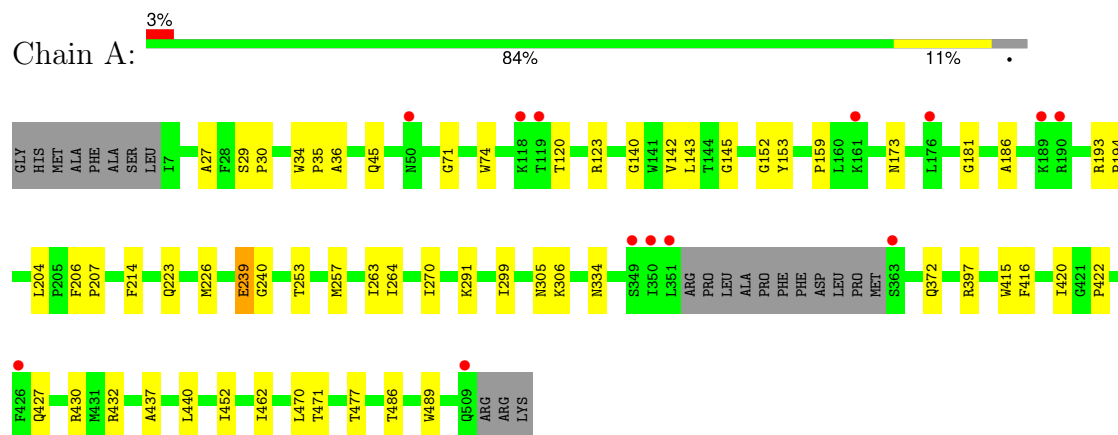 3%
Chain A:
84% 11% •
GLY HIS MET ALA PHE ALA SER LEU I7 A27 F28 S29 P30 W34 P35 A36 Q45 N50 G71 W74 K118 T119 T120 R123 G140 W141 V142 L143 T144 G145 G152 Y153 P159 L160 K161 N173 L176 G181 A186 K189 R190 R193
L204 P205 F206 P207 F214 Q223 M226 E239 G240 T253 M257 I263 I264 I270 K291 I299 N305 K306 N334 S349 I350 L351 ARG PRO LEU ALA PRO PHE PHE ASP LEU PRO MET S363 Q372 R397 W415 F416 I420 G421 P422
F426 Q427 R430 M431 R432 A437 L440 I452 I462 L470 T471 T477 T486 W489 Q509 ARG ARG LYS